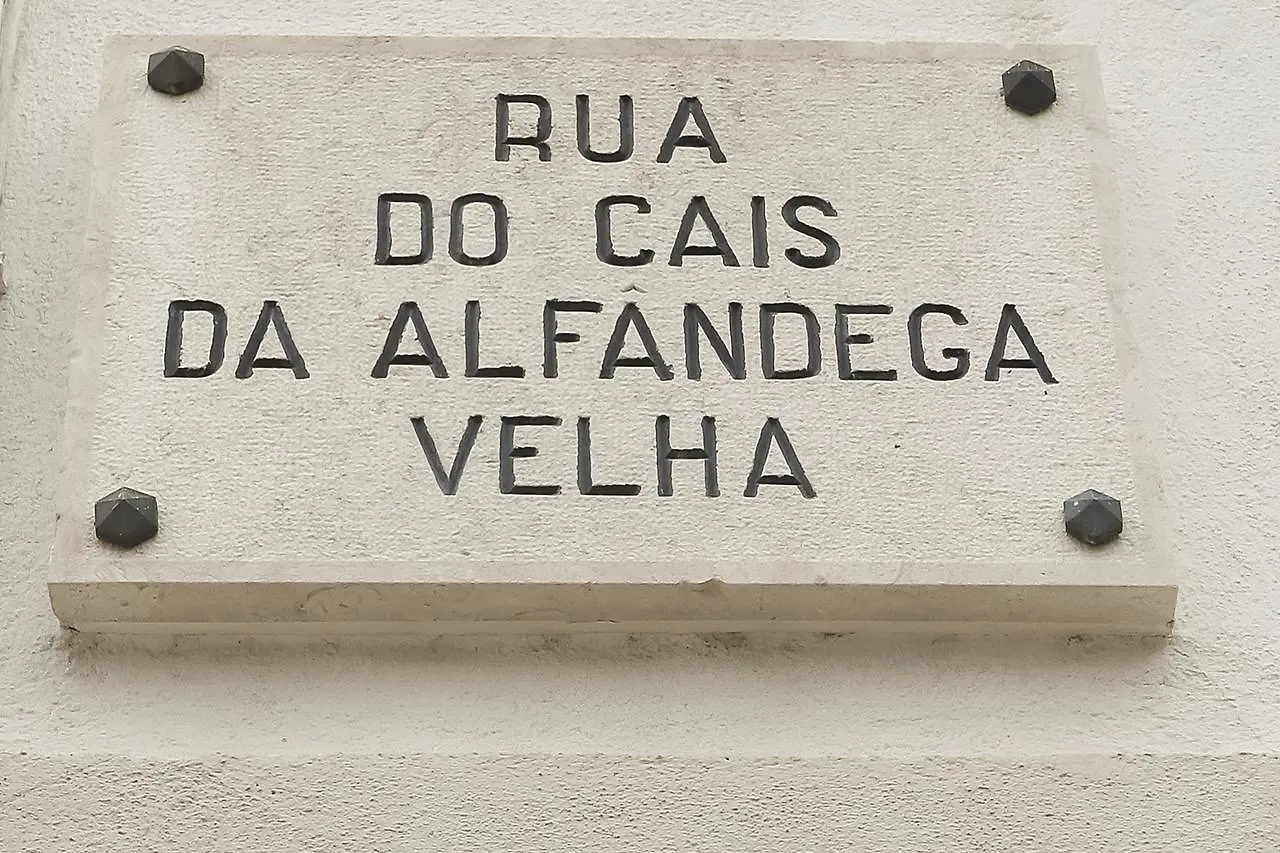 RUA
DO CAIS
DA ALFÂNDEGA
VELHA